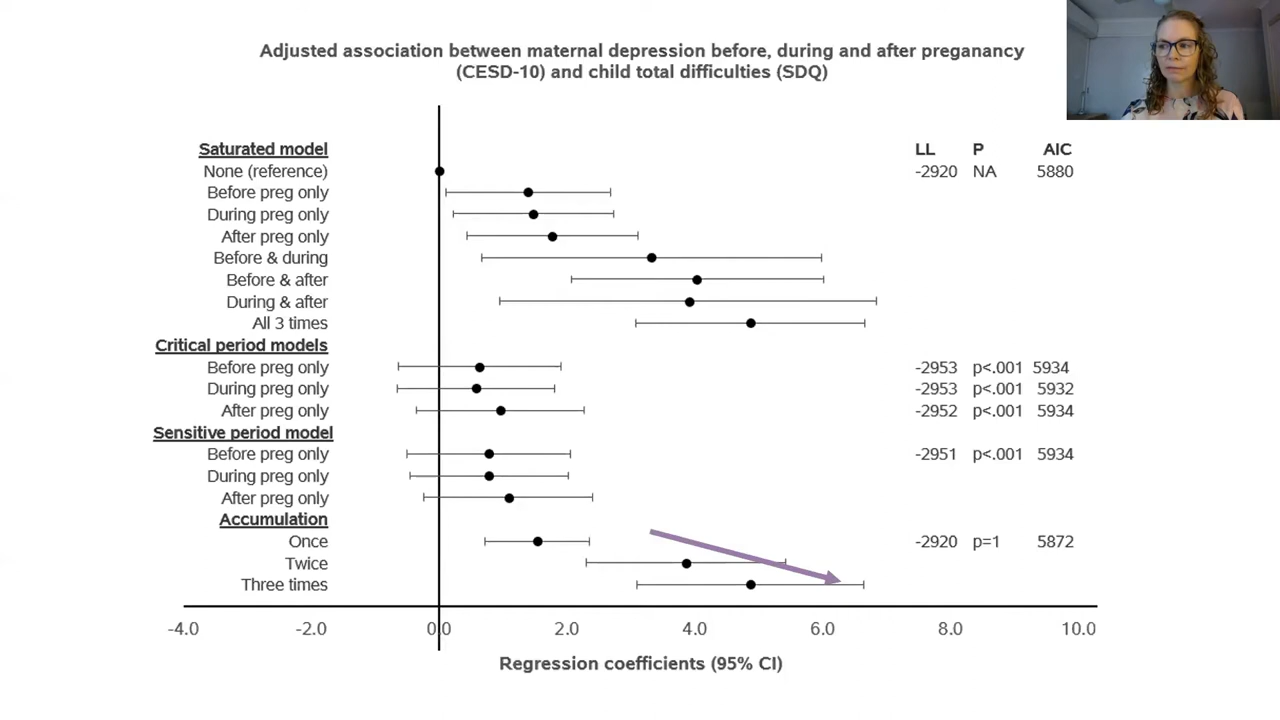 Adjusted association between maternal depression before, during and after preganancy
(CESD-10) and child total difficulties (SDQ)
Saturated model LL P AIC
None (reference) -2920 NA 5880
Before preg only
During preg only
After preg only
Before & during
Before & after
During & after
All 3 times
Critical period models
Before preg only -2953 p<.001 5934
During preg only -2953 p<.001 5932
After preg only -2952 p<.001 5934
Sensitive period model
Before preg only -2951 p<.001 5934
During preg only
After preg only
Accumulation
Once -2920 p=1 5872
Twice
Three times
-4.0 -2.0 0.0 2.0 4.0 6.0 8.0 10.0
Regression coefficients (95% CI)